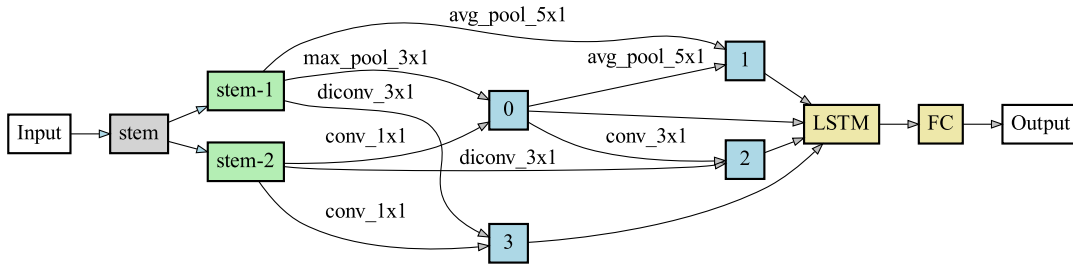 avg_pool_5x1
max_pool_3x1
avg_pool_5x1
1
stem-1
diconv_3x1
0
Input
stem
conv_1x1
conv_3x1
LSTM
FC
Output
stem-2
diconv_3x1
2
conv_1x1
3